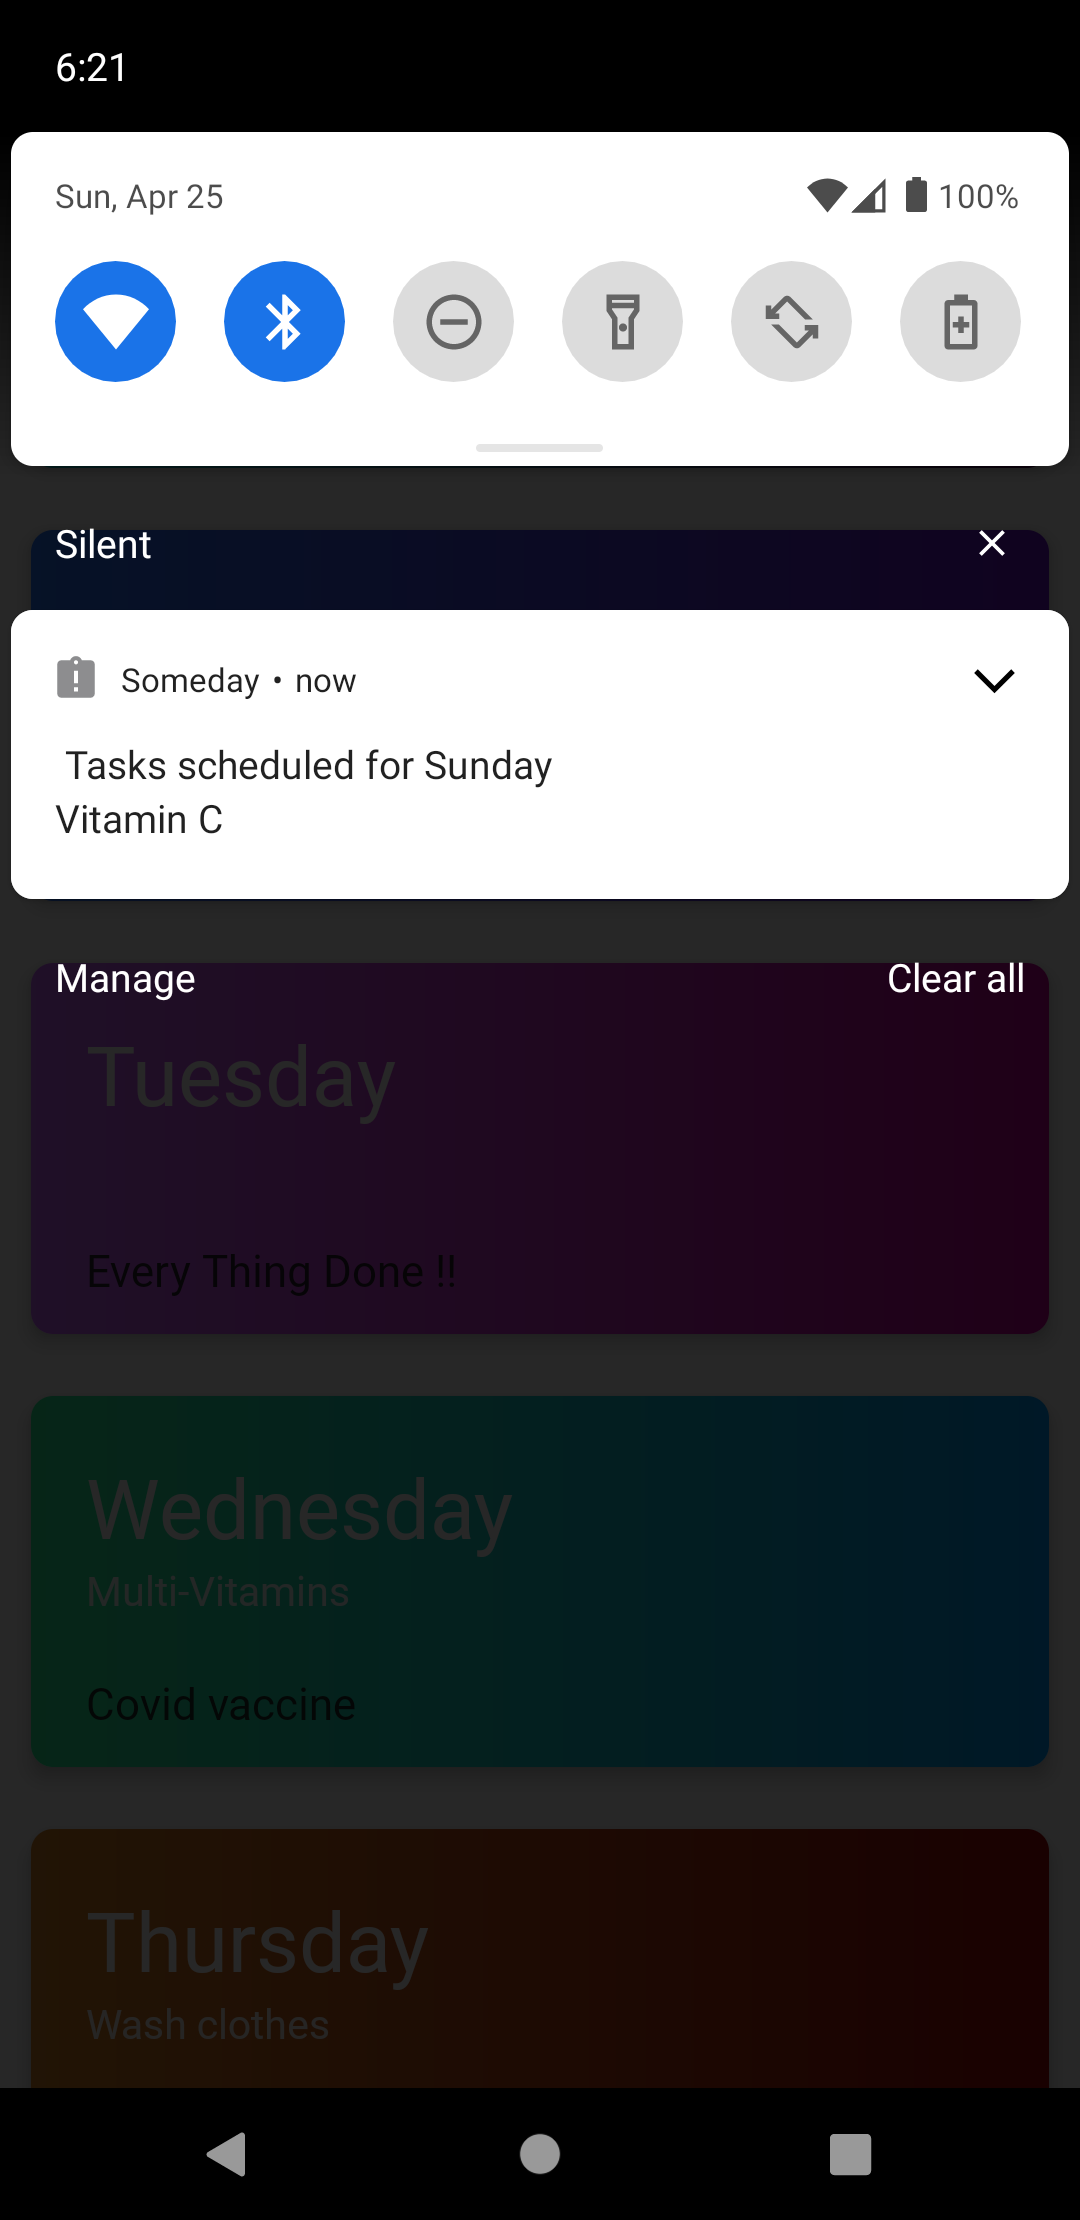 6:21
Sun, Apr 25
100%
Silent
Someday • now
Tasks scheduled for Sunday
Vitamin C
Manage
Clear all
Tuesday
Every Thing Done !!
Wednesday
Multi-Vitamins
Covid vaccine
Thursday
Wash clothes